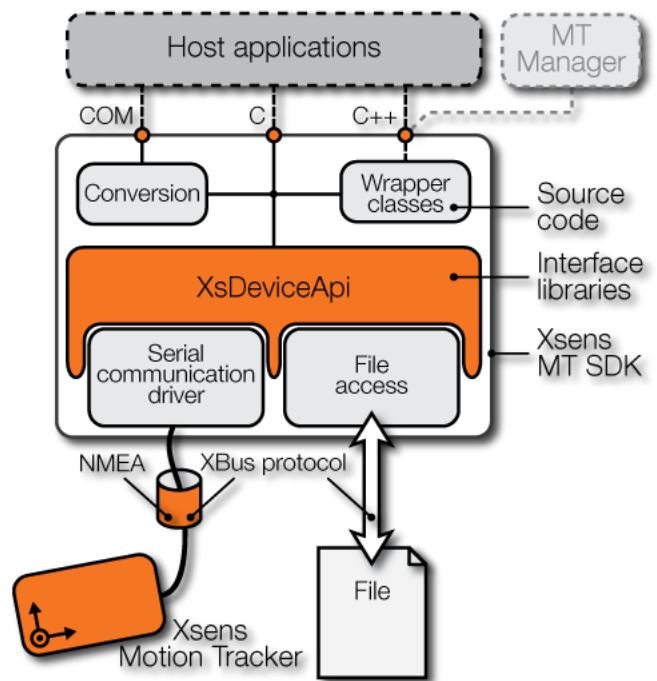 Host applications
MT
Manager
COM
C
C++
Conversion
Wrapper
classes
Source
code
XsDeviceApi
Interface
libraries
Serial
communication
driver
File
access
Xsens
MT SDK
NMEA
XBus protocol
File
Xsens
Motion Tracker